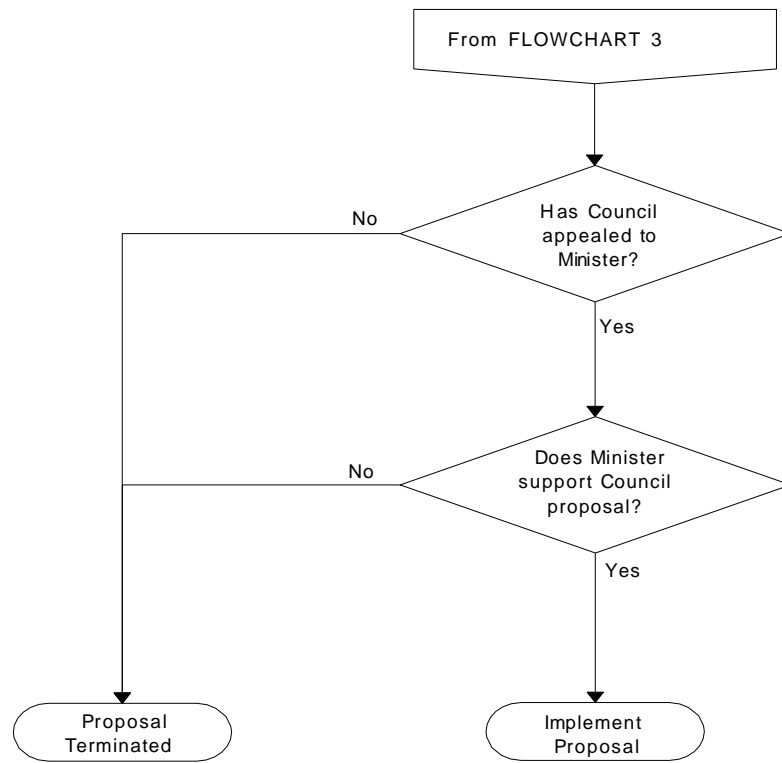 From FLOWCHART 3
No
Has Council
appealed to
Minister?
Yes
No
Does Minister
support Council
proposal?
Yes
Proposal
Terminated
Implement
Proposal